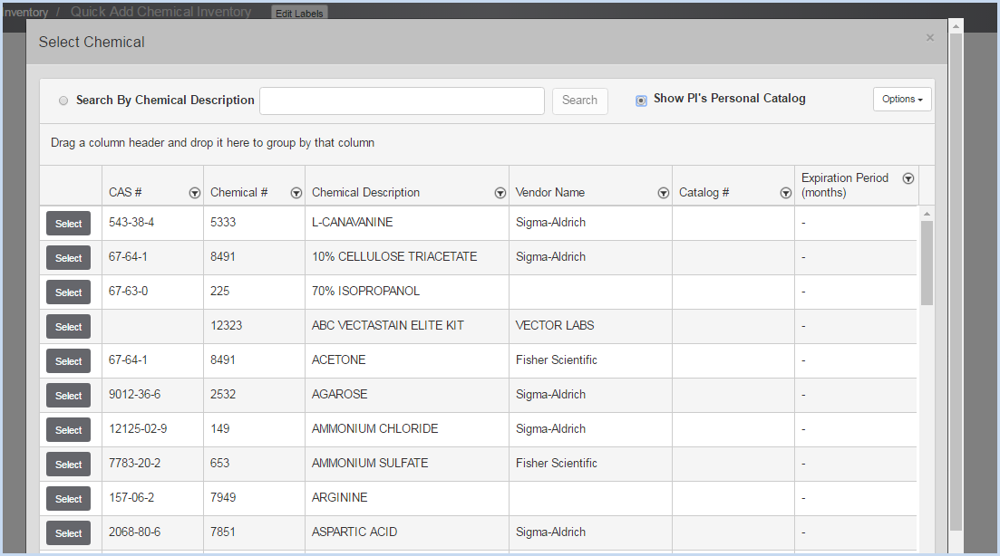 Inventory / Quick Add Chemical Inventory Edit Labels
Select Chemical ×
Search By Chemical Description Search Show PI's Personal Catalog Options
Drag a column header and drop it here to group by that column
CAS # Chemical # Chemical Description Vendor Name Catalog # Expiration Period (months)
Select 543-38-4 5333 L-CANAVANINE Sigma-Aldrich -
Select 67-64-1 8491 10% CELLULOSE TRIACETATE Sigma-Aldrich -
Select 67-63-0 225 70% ISOPROPANOL -
Select 12323 ABC VECTASTAIN ELITE KIT VECTOR LABS -
Select 67-64-1 8491 ACETONE Fisher Scientific -
Select 9012-36-6 2532 AGAROSE Sigma-Aldrich -
Select 12125-02-9 149 AMMONIUM CHLORIDE Sigma-Aldrich -
Select 7783-20-2 653 AMMONIUM SULFATE Fisher Scientific -
Select 157-06-2 7949 ARGININE -
Select 2068-80-6 7851 ASPARTIC ACID Sigma-Aldrich -